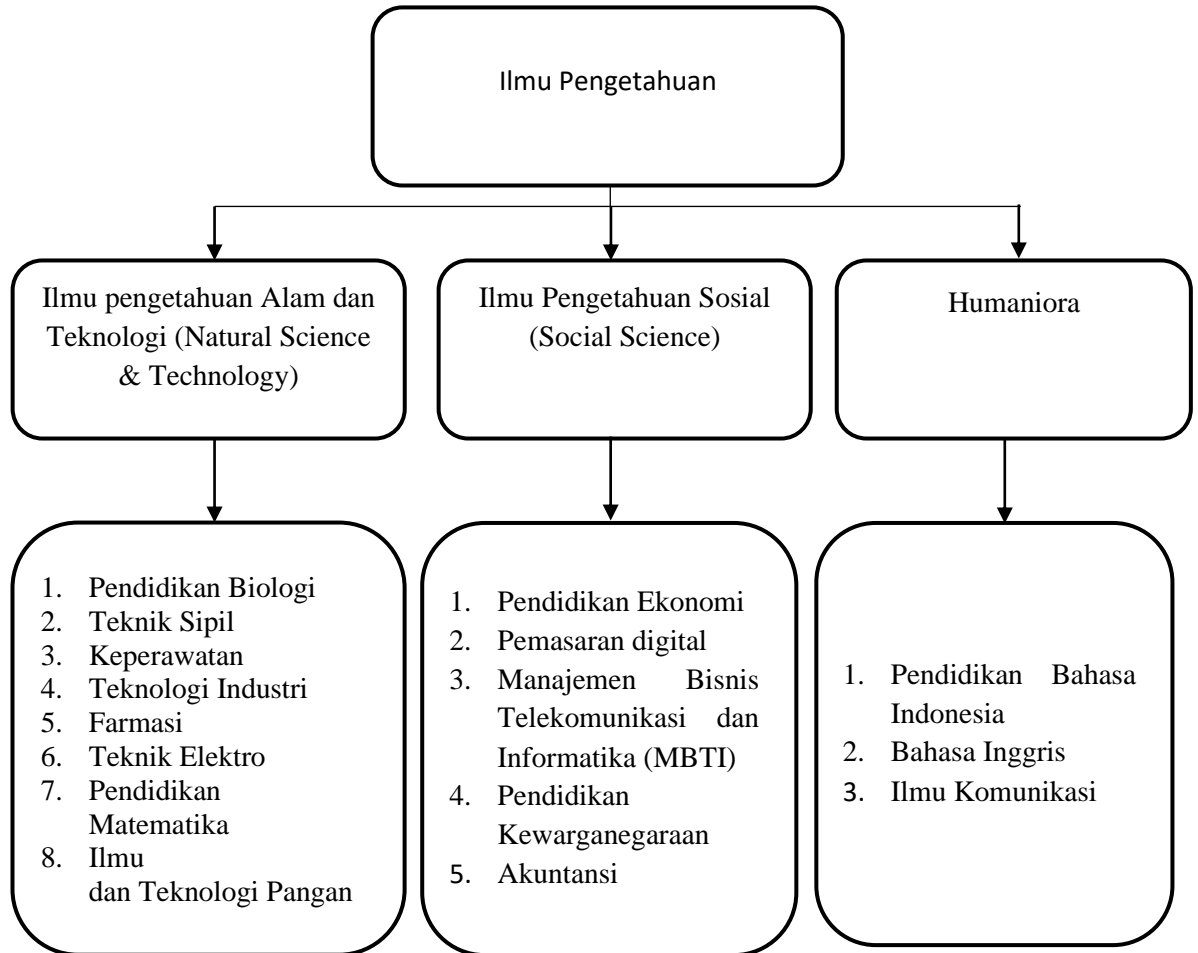 Ilmu Pengetahuan
Ilmu pengetahuan Alam dan
Teknologi (Natural Science
& Technology)
Ilmu Pengetahuan Sosial
(Social Science)
Humaniora
1. Pendidikan Biologi
2. Teknik Sipil
3. Keperawatan
4. Teknologi Industri
5. Farmasi
6. Teknik Elektro
7. Pendidikan
Matematika
8. Ilmu
dan Teknologi Pangan
1. Pendidikan Ekonomi
2. Pemasaran digital
3. Manajemen Bisnis
Telekomunikasi dan
Informatika (MBTI)
4. Pendidikan
Kewarganegaraan
5. Akuntansi
1. Pendidikan Bahasa
Indonesia
2. Bahasa Inggris
3. Ilmu Komunikasi